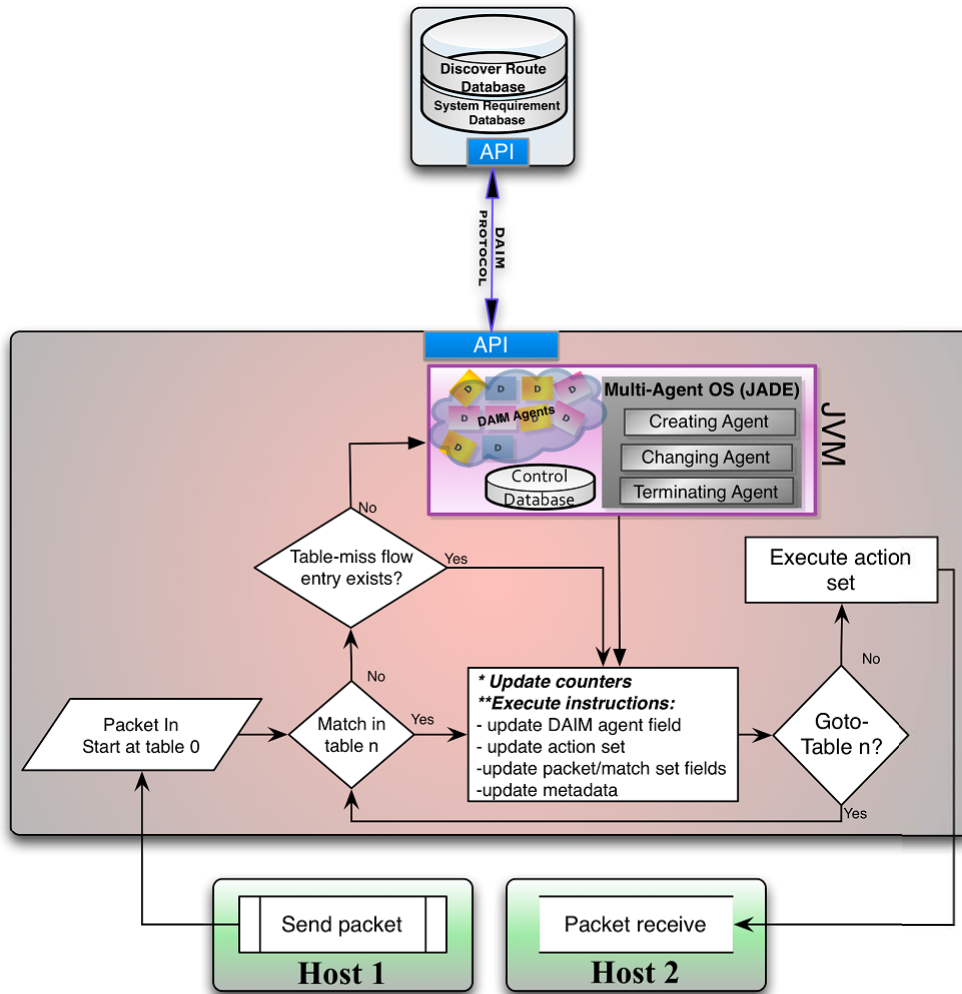 Discover Route
Database
System Requirement
Database
API
DAIM
PROTOCOL
API
D
D
D
D
D
D
D
D
D
D
DAIM Agents
Multi-Agent OS (JADE)
Creating Agent
Changing Agent
Terminating Agent
Control
Database
JVM
No
Table-miss flow
entry exists?
Yes
Execute action
set
No
No
* Update counters
**Execute instructions:
- update DAIM agent field
- update action set
-update packet/match set fields
-update metadata
Packet In
Start at table 0
Match in
table n
Yes
Goto-
Table n?
Yes
Send packet
Host 1
Packet receive
Host 2